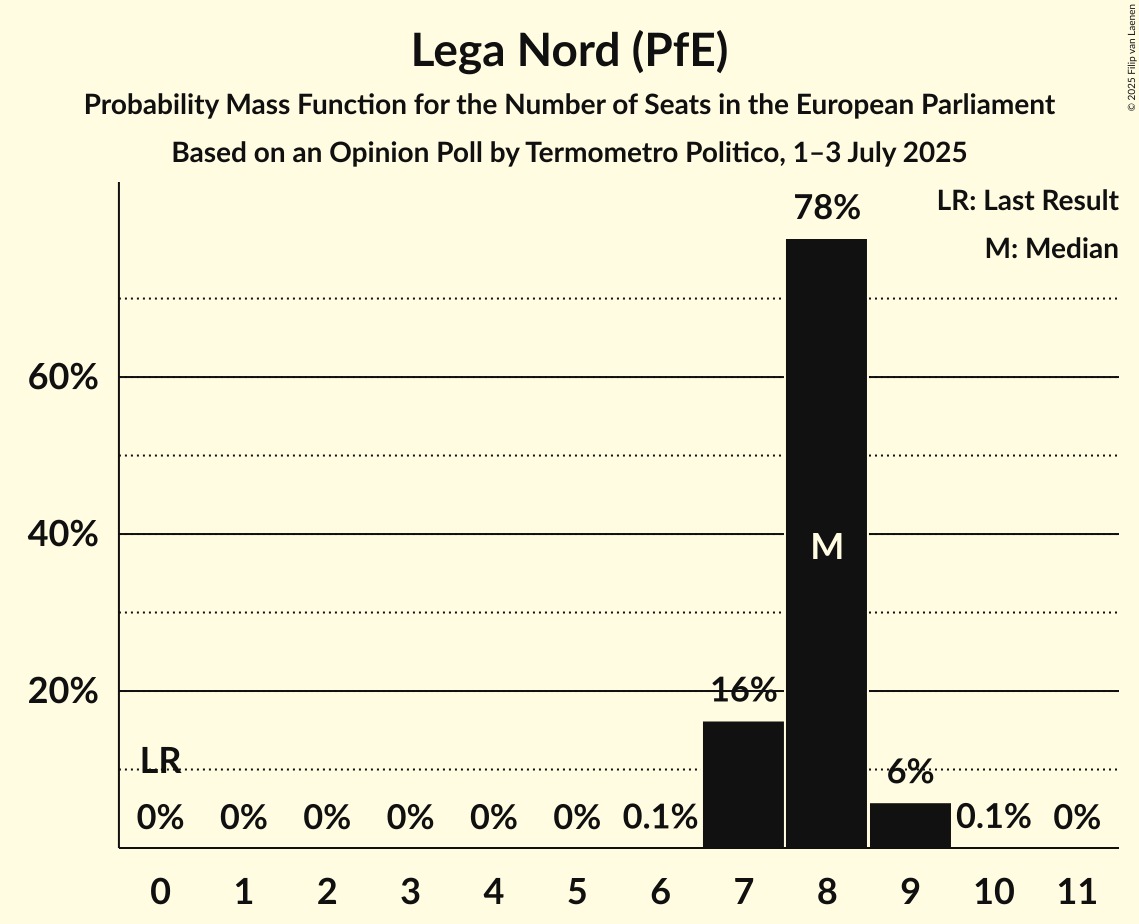 Lega Nord (PfE)
Probability Mass Function for the Number of Seats in the European Parliament
Based on an Opinion Poll by Termometro Politico, 1–3 July 2025
© 2025 Filip van Laenen
LR: Last Result
M: Median
78%
60%
40%
M
20%
16%
LR
6%
0% 0% 0% 0% 0% 0% 0.1% 0.1% 0%
0 1 2 3 4 5 6 7 8 9 10 11